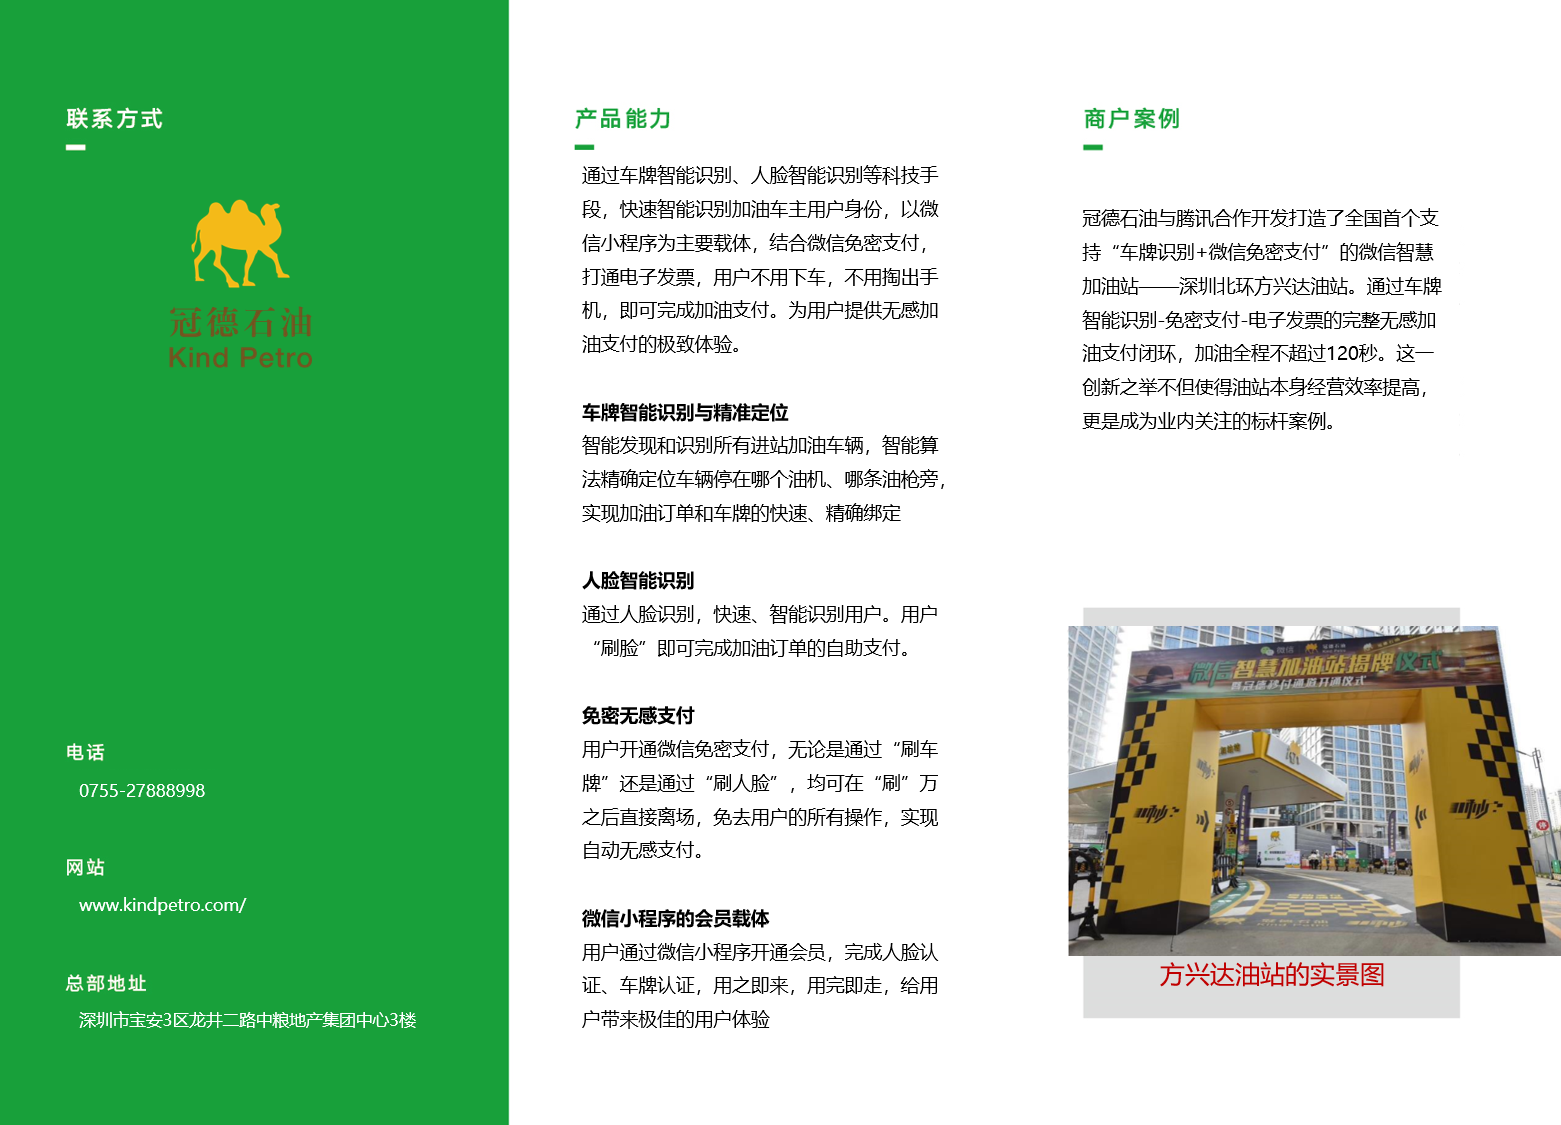 联系方式
冠德石油
Kind Petro
电话
0755-27888998
网站
www.kindpetro.com/
总部地址
深圳市宝安3区龙井二路中粮地产集团中心3楼
产品能力
通过车牌智能识别、人脸智能识别等科技手
段，快速智能识别加油车主用户身份，以微
信小程序为主要载体，结合微信免密支付，
打通电子发票，用户不用下车，不用掏出手
机，即可完成加油支付。为用户提供无感加
油支付的极致体验。
车牌智能识别与精准定位
智能发现和识别所有进站加油车辆，智能算
法精确定位车辆停在哪个油机、哪条油枪旁，
实现加油订单和车牌的快速、精确绑定
人脸智能识别
通过人脸识别，快速、智能识别用户。用户
“刷脸”即可完成加油订单的自助支付。
免密无感支付
用户开通微信免密支付，无论是通过“刷车
牌”还是通过“刷人脸”，均可在“刷”万
之后直接离场，免去用户的所有操作，实现
自动无感支付。
微信小程序的会员载体
用户通过微信小程序开通会员，完成人脸认
证、车牌认证，用之即来，用完即走，给用
户带来极佳的用户体验
商户案例
冠德石油与腾讯合作开发打造了全国首个支
持“车牌识别+微信免密支付”的微信智慧
加油站——深圳北环方兴达油站。通过车牌
智能识别-免密支付-电子发票的完整无感加
油支付闭环，加油全程不超过120秒。这一
创新之举不但使得油站本身经营效率提高，
更是成为业内关注的标杆案例。
微信 冠德石油
微信智慧加油站揭牌仪式
方兴达油站的实景图